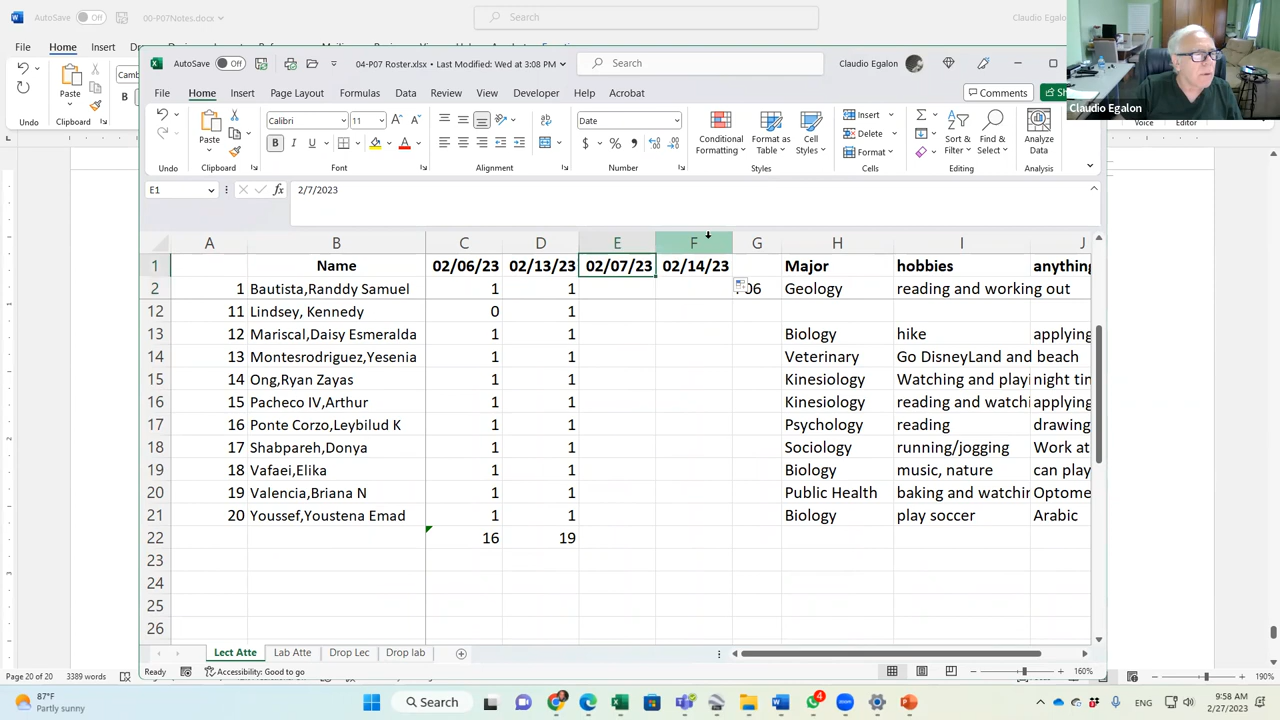 AutoSave Off 00-P07Notes.docx Search Claudio Egalon
File Home Insert
AutoSave Off 04-P07 Roster.xlsx • Last Modified: Wed at 3:08 PM Search Claudio Egalon
File Home Insert Page Layout Formulas Data Review View Developer Help Acrobat Comments
Claudio Egalon
Paste
Undo Clipboard
Calibri 11 Date
B I U
Undo Clipboard Font Alignment Number
Conditional Formatting Format as Table Cell Styles
Styles
Insert
Delete
Format
Cells
Sort & Filter Find & Select
Editing
Analyze Data
Analysis
Voice Editor
E1 fx 2/7/2023
A B C D E F G H I J
1 Name 02/06/23 02/13/23 02/07/23 02/14/23 Major hobbies anything
2 1 Bautista,Randdy Samuel 1 1 06 Geology reading and working out
12 11 Lindsey, Kennedy 0 1
13 12 Mariscal,Daisy Esmeralda 1 1 Biology hike applying
14 13 Montesrodriguez,Yesenia 1 1 Veterinary Go DisneyLand and beach
15 14 Ong,Ryan Zayas 1 1 Kinesiology Watching and playi night tin
16 15 Pacheco IV,Arthur 1 1 Kinesiology reading and watchi applying
17 16 Ponte Corzo,Leybilud K 1 1 Psychology reading drawing
18 17 Shabpareh,Donya 1 1 Sociology running/jogging Work at
19 18 Vafaei,Elika 1 1 Biology music, nature can play
20 19 Valencia,Briana N 1 1 Public Health baking and watchin Optome
21 20 Youssef,Youstena Emad 1 1 Biology play soccer Arabic
22 16 19
23
24
25
26
Lect Atte Lab Atte Drop Lec Drop lab
Ready Accessibility: Good to go 160%
Page 20 of 20 3389 words 190%
87°F
Partly sunny
Search 4 ENG 9:58 AM
2/27/2023